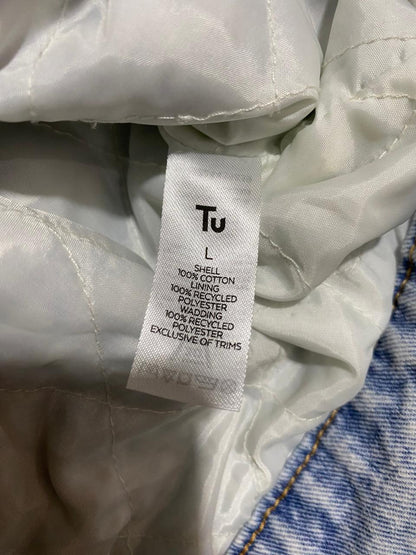 Tu
L
SHELL
100% COTTON
LINING
100% RECYCLED
POLYESTER
WADDING
100% RECYCLED
POLYESTER
EXCLUSIVE OF TRIMS